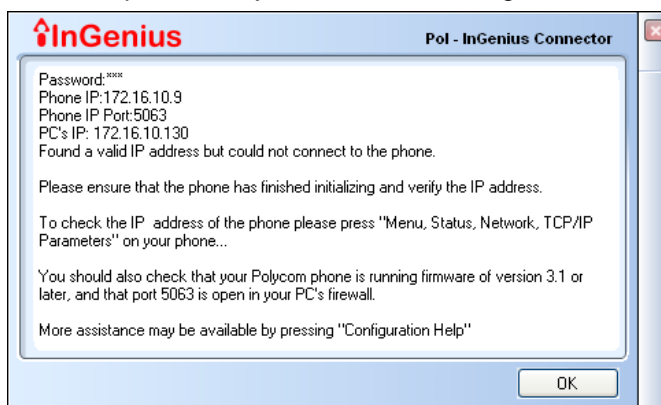 InGenius
Pol - InGenius Connector
Password:***
Phone IP:172.16.10.9
Phone IP Port:5063
PC's IP: 172.16.10.130
Found a valid IP address but could not connect to the phone.
Please ensure that the phone has finished initializing and verify the IP address.
To check the IP  address of the phone please press "Menu, Status, Network, TCP/IP
Parameters" on your phone...
You should also check that your Polycom phone is running firmware of version 3.1 or
later, and that port 5063 is open in your PC's firewall.
More assistance may be available by pressing "Configuration Help"
OK